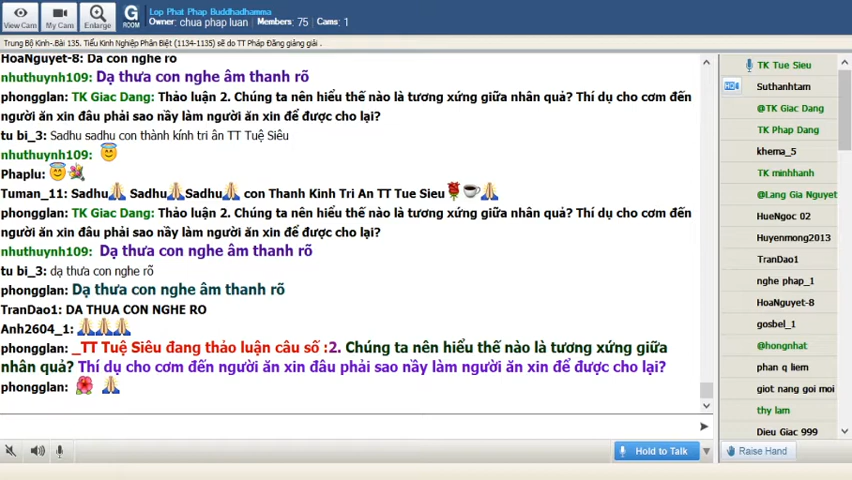 View Cam
My Cam
Enlarge
G
ROOM
Lop Phat Phap Buddhadhamma
Owner: chua phap luan
Members: 75
Cams: 1
Trung Bộ Kinh-.Bài 135. Tiểu Kinh Nghiệp Phân Biệt (1134-1135) sẽ do TT Pháp Đăng giảng giải .
HoaNguyet-8: Da con nghe ro
nhuthuynh109: Dạ thưa con nghe âm thanh rõ
phongglan: TK Giac Dang: Thảo luận 2. Chúng ta nên hiểu thế nào là tương xứng giữa nhân quả? Thí dụ cho cơm đến
người ăn xin đâu phải sao nầy làm người ăn xin để được cho lại?
tu bi_3: Sadhu sadhu con thành kính tri ân TT Tuệ Siêu
nhuthuynh109:
Phaplu:
Tuman_11: Sadhu Sadhu Sadhu con Thanh Kinh Tri An TT Tue Sieu
phongglan: TK Giac Dang: Thảo luận 2. Chúng ta nên hiểu thế nào là tương xứng giữa nhân quả? Thí dụ cho cơm đến
người ăn xin đâu phải sao nầy làm người ăn xin để được cho lại?
nhuthuynh109: Dạ thưa con nghe âm thanh rõ
tu bi_3: dạ thưa con nghe rõ
phongglan: Dạ thưa con nghe âm thanh rõ
TranDao1: DA THUA CON NGHE RO
Anh2604_1:
phongglan: _TT Tuệ Siêu đang thảo luận câu số :2. Chúng ta nên hiểu thế nào là tương xứng giữa
nhân quả? Thí dụ cho cơm đến người ăn xin đâu phải sao nầy làm người ăn xin để được cho lại?
phongglan:
Hold to Talk
TK Tue Sieu
Suthanhtam
@TK Giac Dang
TK Phap Dang
khema_5
TK minhhanh
@Lang Gia Nguyet
HueNgoc 02
Huyenmong2013
TranDao1
nghe phap_1
HoaNguyet-8
gosbel_1
@hongnhat
phan q liem
giot nang goi moi
thy lam
Dieu Giac 999
Raise Hand